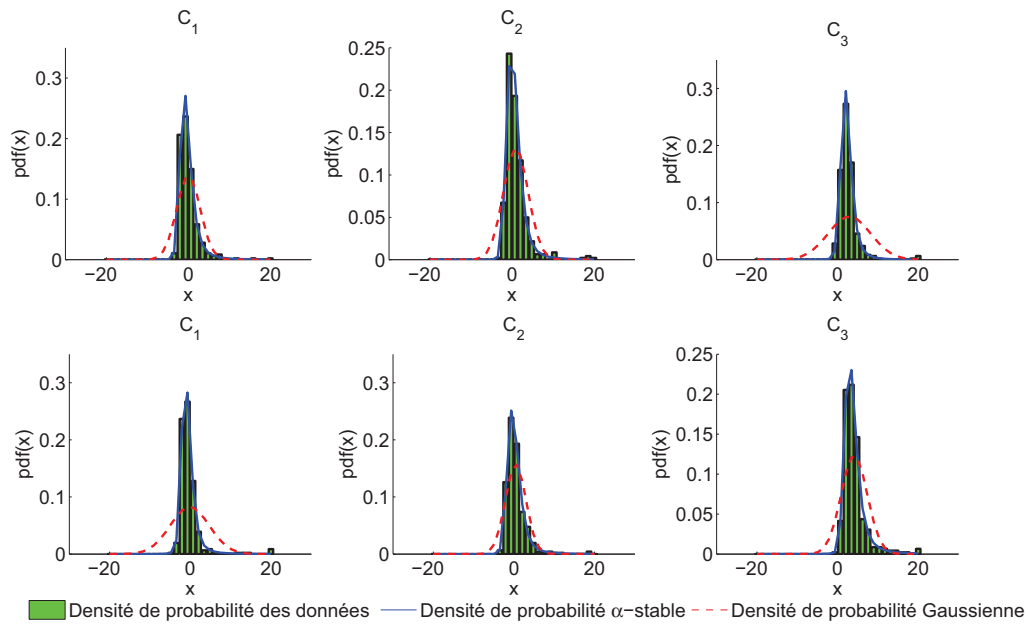 C1
C2
C3
pdf(x)
0.3
0.2
0.1
0
−20
0
20
x
pdf(x)
0.25
0.2
0.15
0.1
0.05
0
−20
0
20
x
pdf(x)
0.3
0.2
0.1
0
−20
0
20
x
C1
C2
C3
pdf(x)
0.3
0.2
0.1
0
−20
0
20
x
pdf(x)
0.3
0.2
0.1
0
−20
0
20
x
pdf(x)
0.25
0.2
0.15
0.1
0.05
0
−20
0
20
x
Densité de probabilité des données
Densité de probabilité α−stable
Densité de probabilité Gaussienne